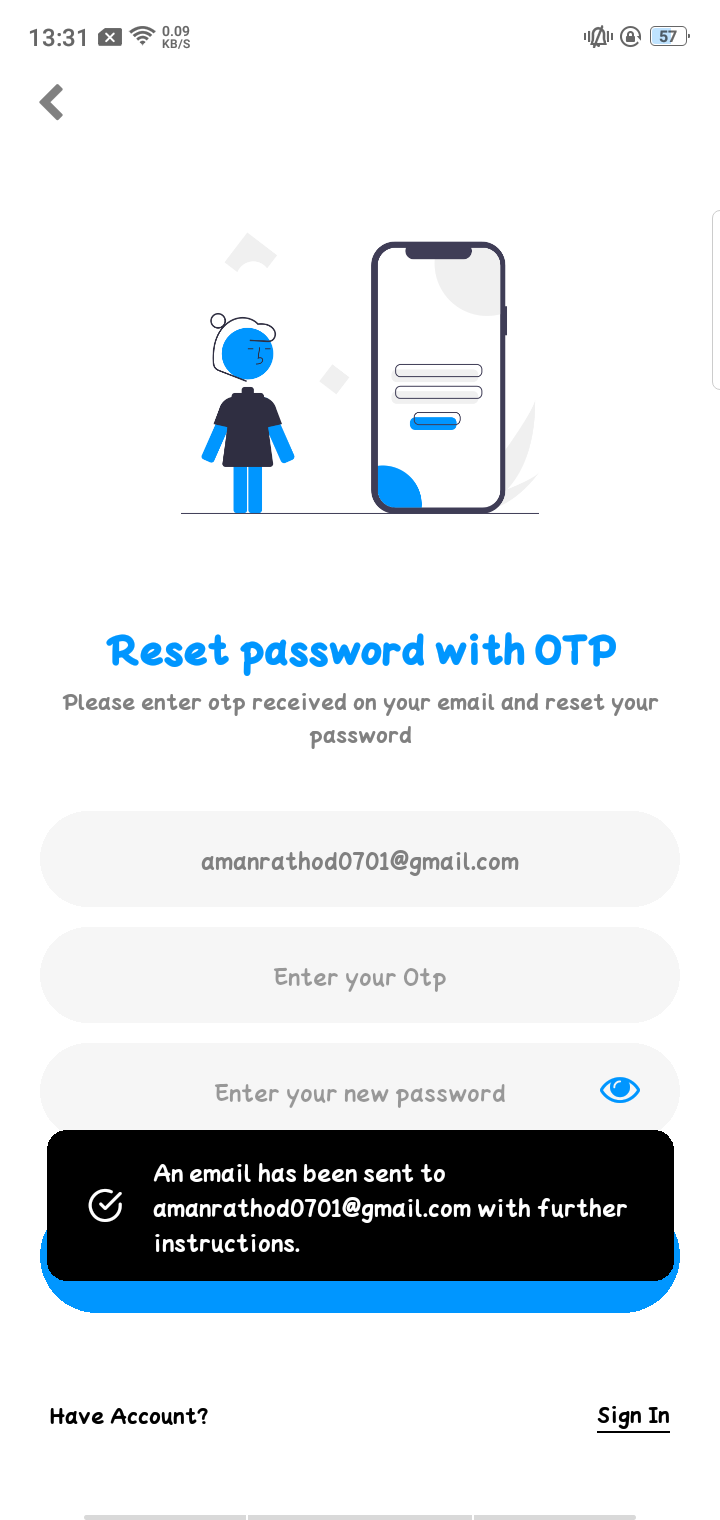 13:31
0.09
KB/S
57
Reset password with OTP
Please enter otp received on your email and reset your
password
amanrathod0701@gmail.com
Enter your Otp
Enter your new password
An email has been sent to
amanrathod0701@gmail.com with further
instructions.
Have Account?
Sign In